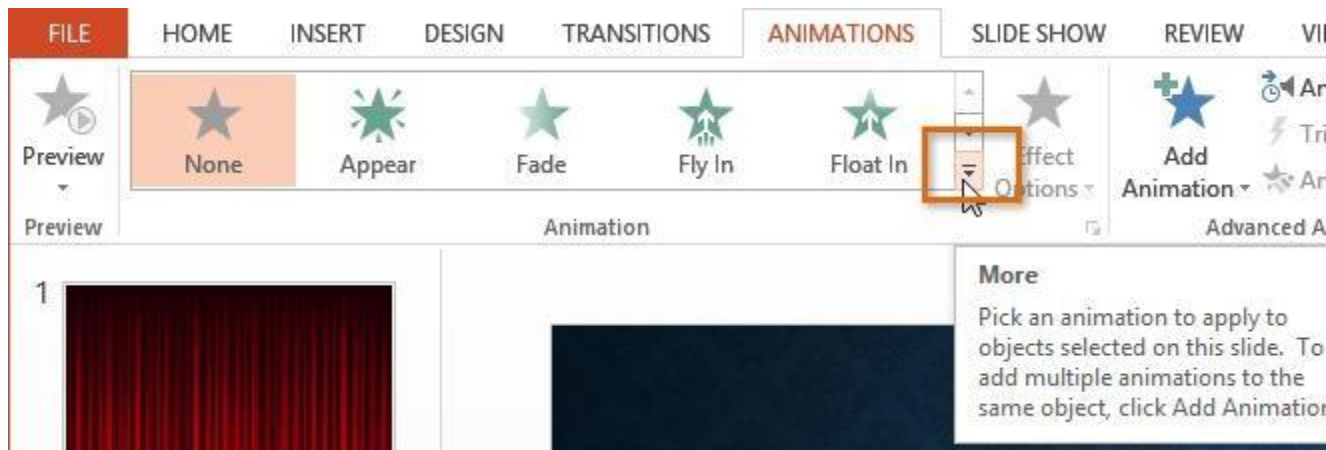 FILE HOME INSERT DESIGN TRANSITIONS ANIMATIONS SLIDE SHOW REVIEW
Preview None Appear Fade Fly In Float In Effect Options Add Animation
Preview Animation Advanced
1
More
Pick an animation to apply to
objects selected on this slide. To
add multiple animations to the
same object, click Add